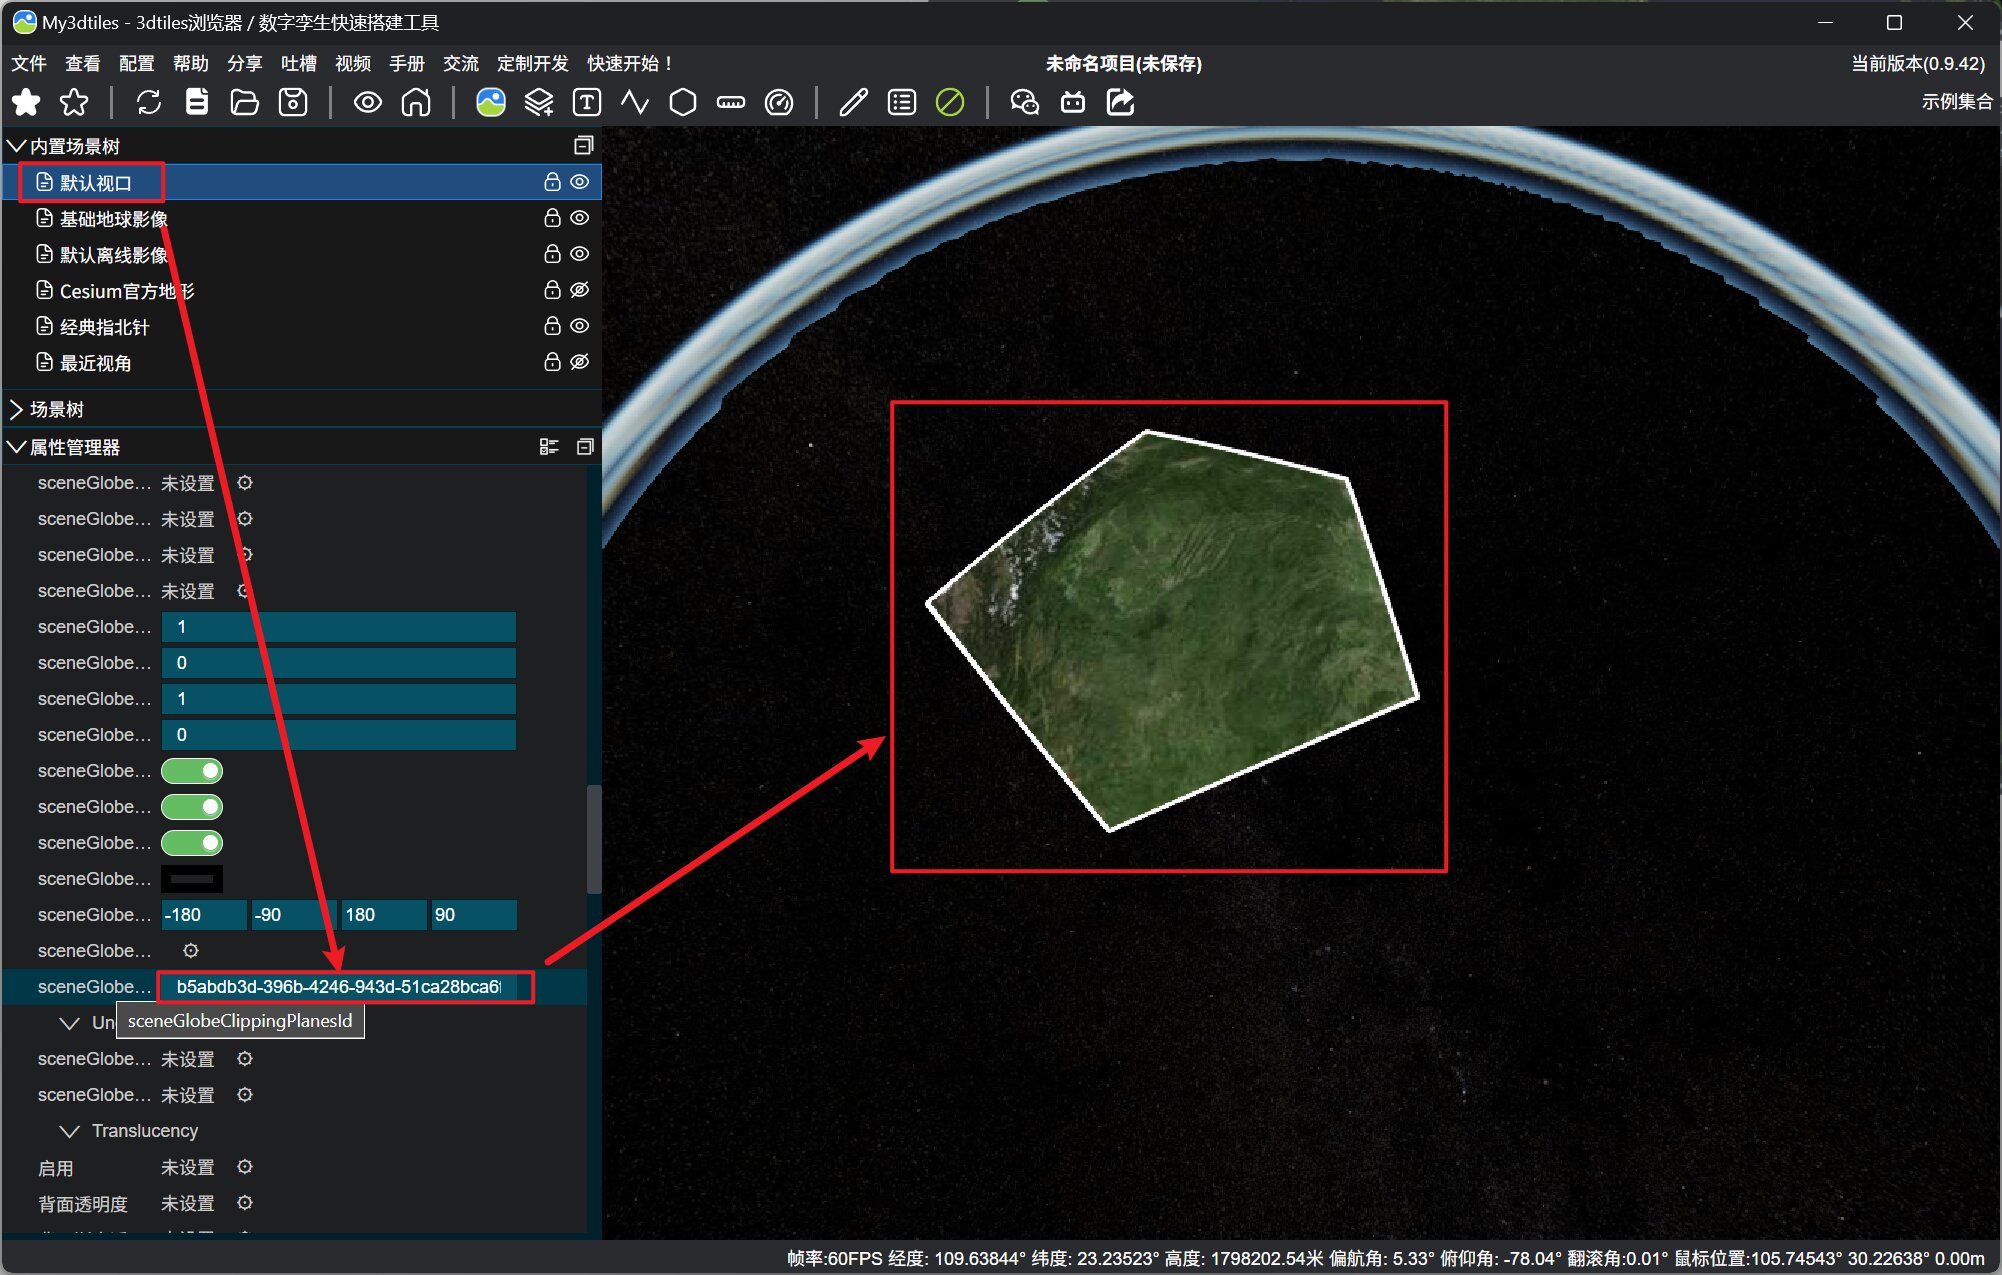 My3dtiles - 3dtiles浏览器 / 数字孪生快速搭建工具
文件 查看 配置 帮助 分享 吐槽 视频 手册 交流 定制开发 快速开始！ 未命名项目(未保存) 当前版本(0.9.42)
示例集合
内置场景树
默认视口
基础地球影像
默认离线影像
Cesium官方地形
经典指北针
最近视角
场景树
属性管理器
sceneGlobe... 未设置
sceneGlobe... 未设置
sceneGlobe... 未设置
sceneGlobe... 未设置
sceneGlobe... 1
sceneGlobe... 0
sceneGlobe... 1
sceneGlobe... 0
sceneGlobe...
sceneGlobe...
sceneGlobe...
sceneGlobe...
sceneGlobe... -180 -90 180 90
sceneGlobe...
sceneGlobe... b5abdb3d-396b-4246-943d-51ca28bca6
Un
sceneGlobeClippingPlanesId
sceneGlobe... 未设置
sceneGlobe... 未设置
Translucency
启用 未设置
背面透明度 未设置
帧率:60FPS 经度: 109.63844° 纬度: 23.23523° 高度: 1798202.54米 偏航角: 5.33° 俯仰角: -78.04° 翻滚角:0.01° 鼠标位置:105.74543° 30.22638° 0.00m